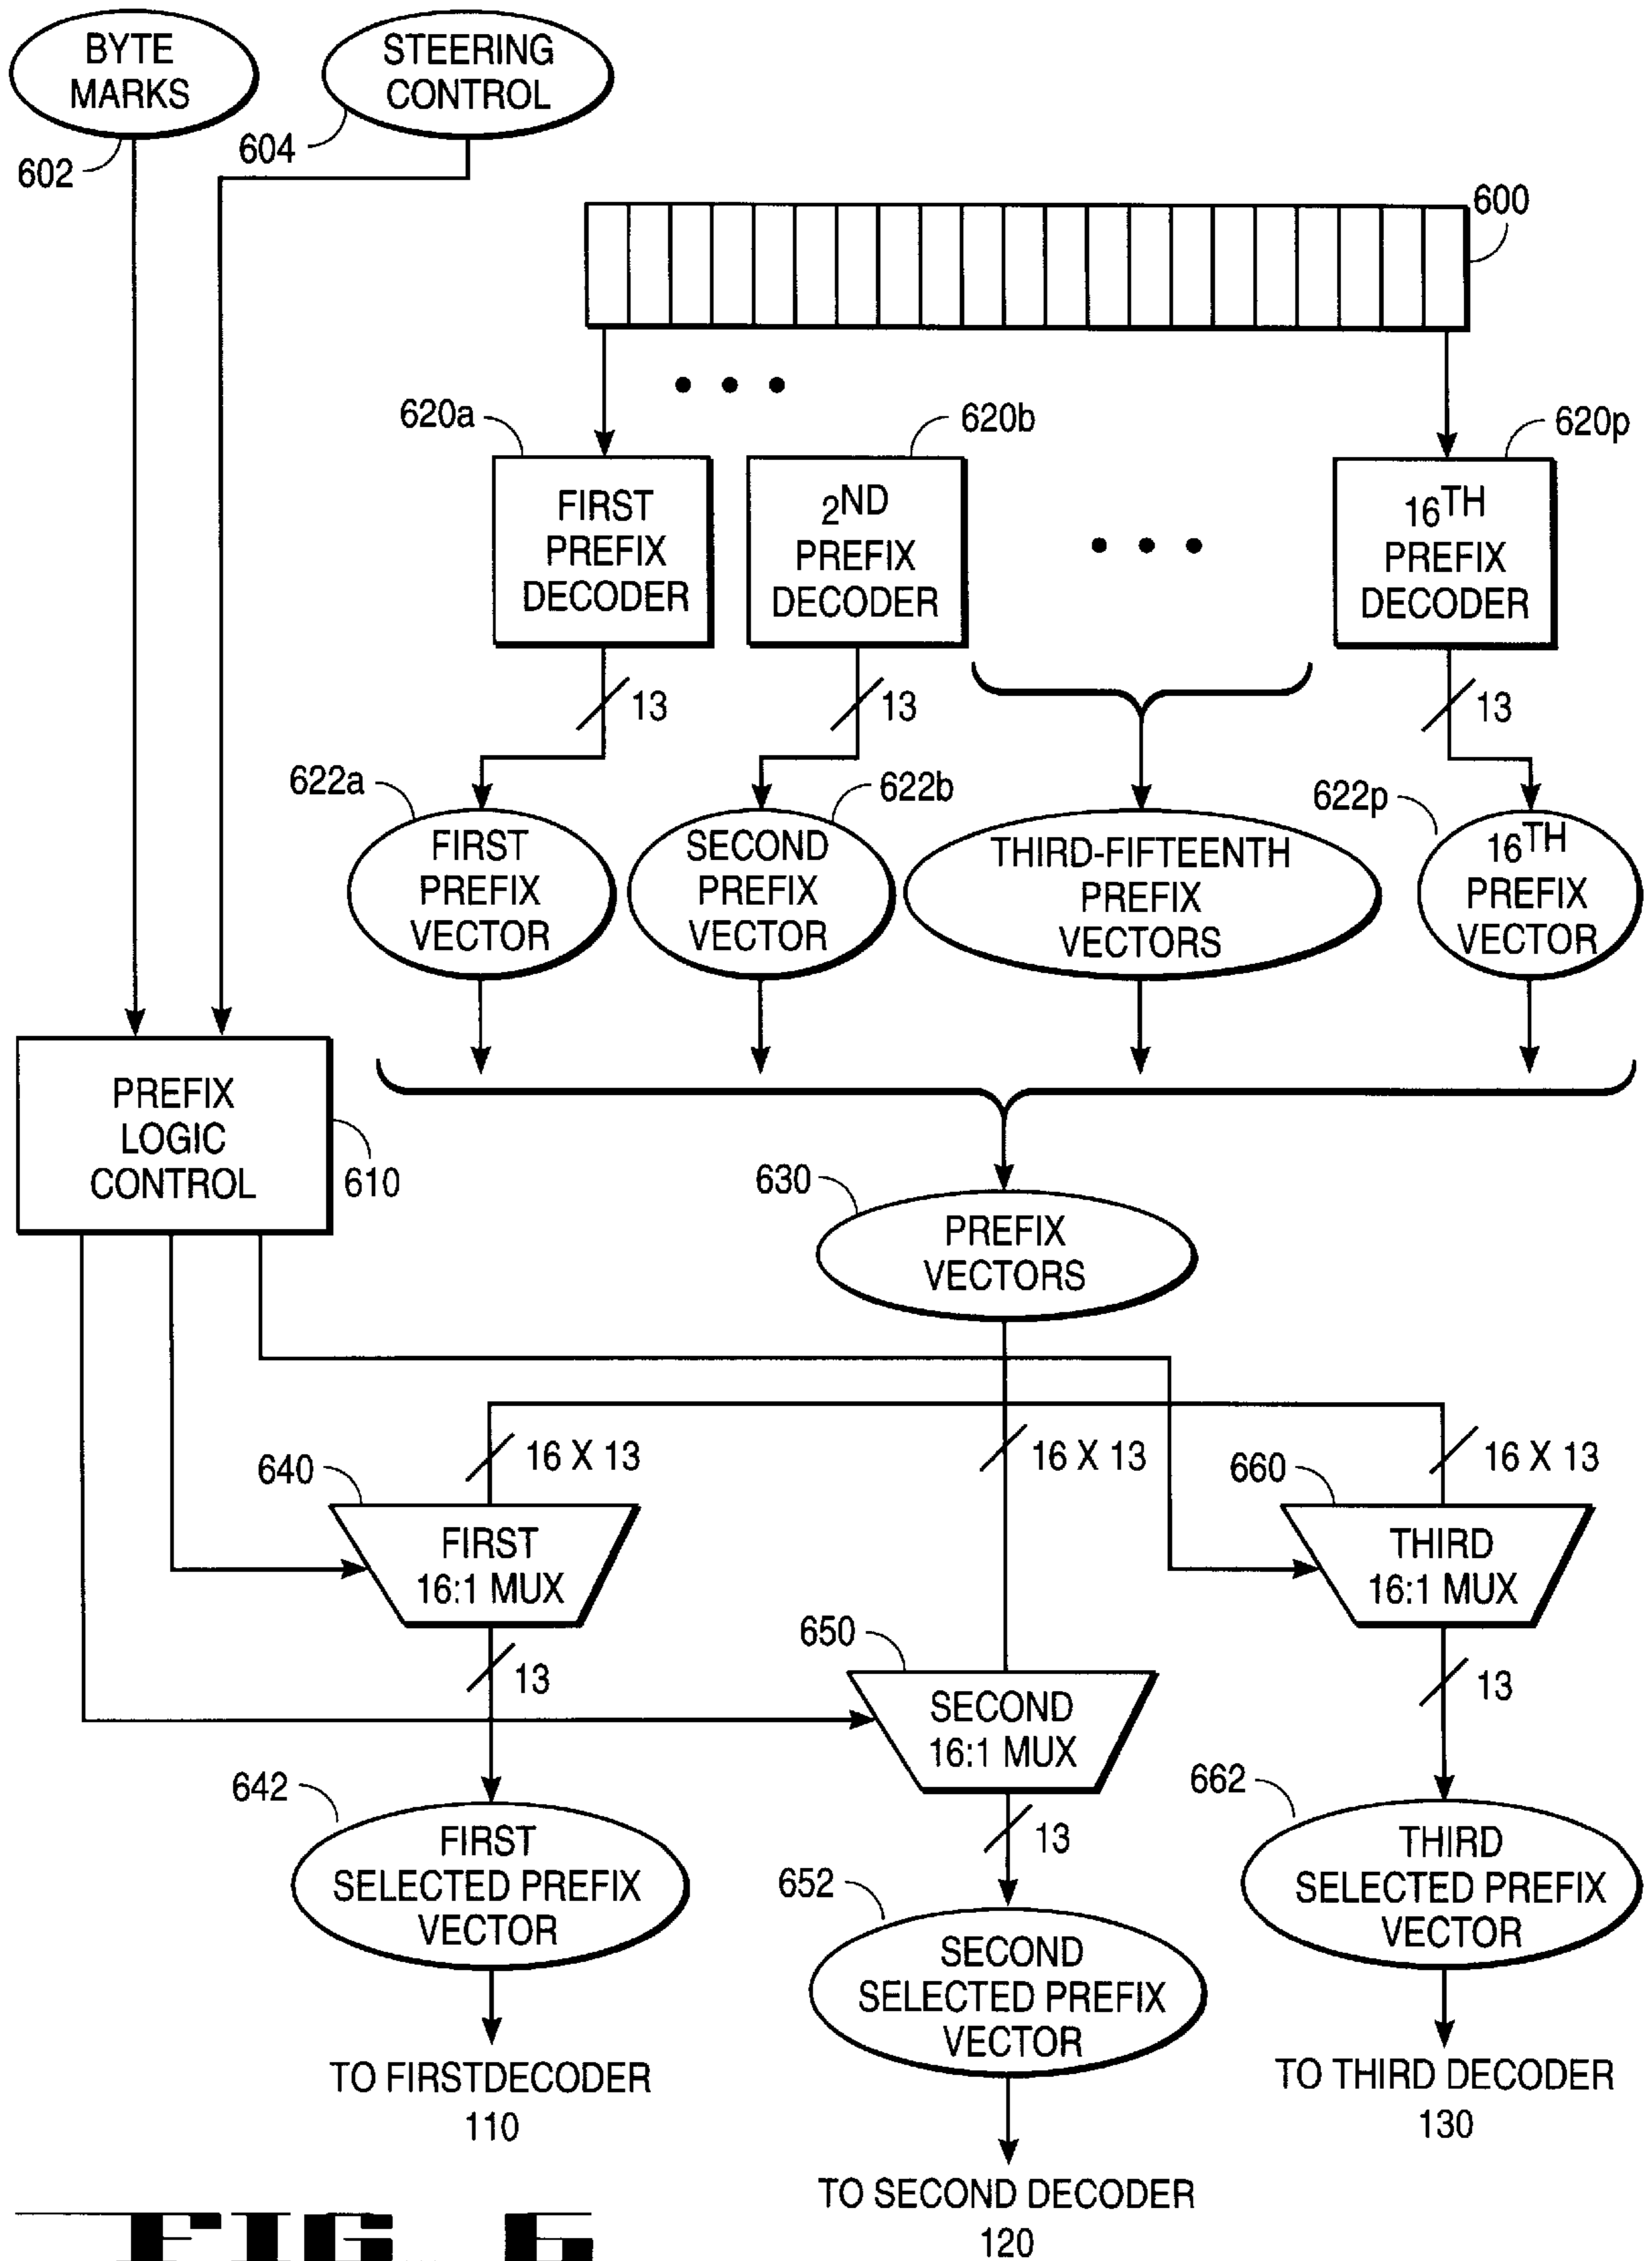 BYTE
MARKS
STEERING
CONTROL
602
604
600
620a
620b
620p
FIRST
PREFIX
DECODER
2ND
PREFIX
DECODER
16TH
PREFIX
DECODER
13
13
13
622a
622b
622p
FIRST
PREFIX
VECTOR
SECOND
PREFIX
VECTOR
THIRD-FIFTEENTH
PREFIX
VECTORS
16TH
PREFIX
VECTOR
PREFIX
LOGIC
CONTROL
610
630
PREFIX
VECTORS
640
16 X 13
16 X 13
660
16 X 13
FIRST
16:1 MUX
THIRD
16:1 MUX
13
650
SECOND
16:1 MUX
13
642
FIRST
SELECTED PREFIX
VECTOR
13
662
THIRD
SELECTED PREFIX
VECTOR
652
SECOND
SELECTED PREFIX
VECTOR
TO FIRSTDECODER
110
TO THIRD DECODER
130
TO SECOND DECODER
120
FIG. 6